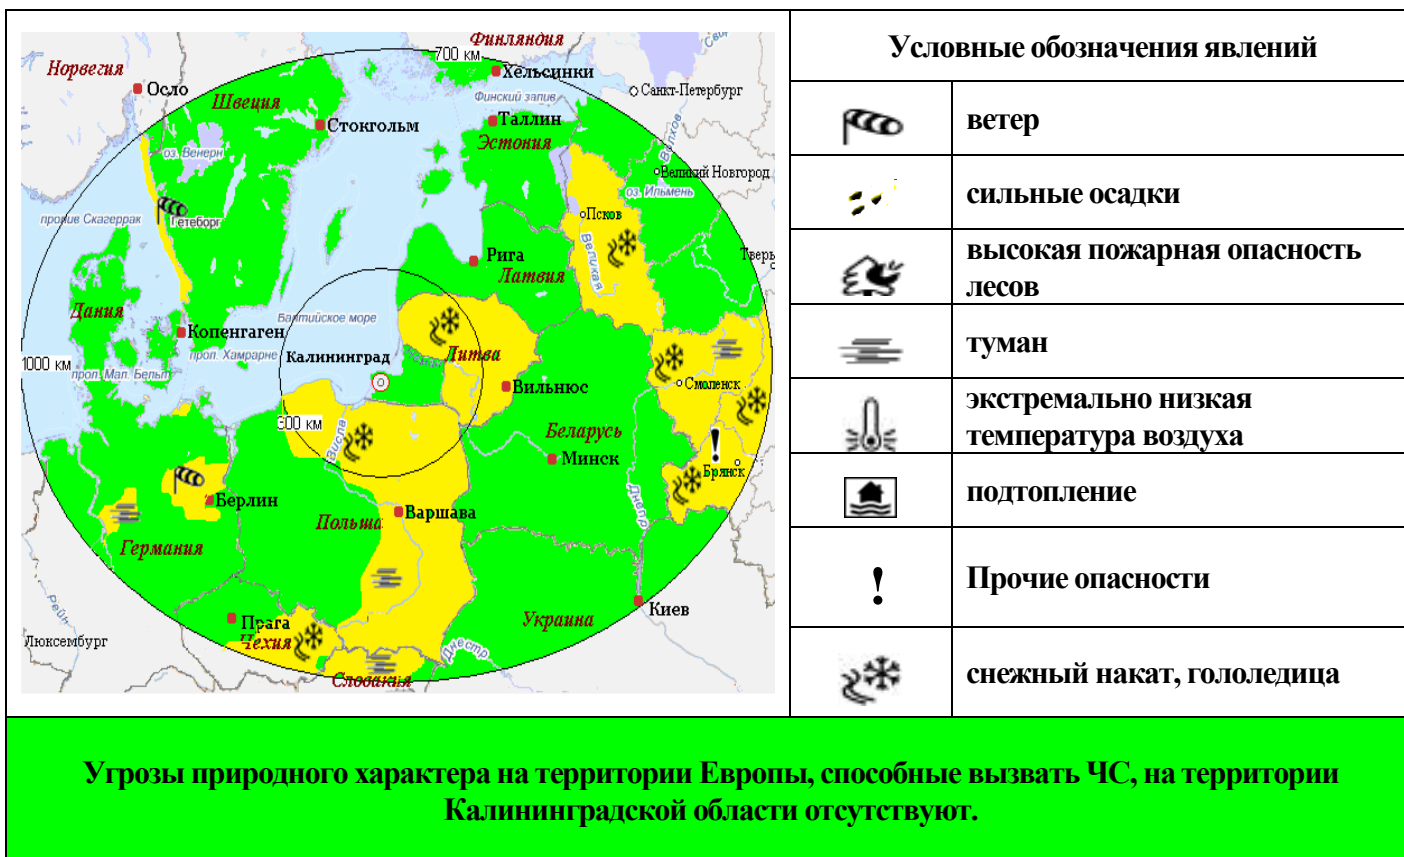 Финляндия
700 км
Норвегия
Хельсинки
Осло
Санкт-Петербург
Швеция
Финский залив
Стокгольм
Таллин
Волхов
Эстония
оз. Венерн
Великий Новгород
оз. Ильмень
Псков
пролив Скагеррак
Гетеборг
Великая
Рига
Тверь
Латвия
Дания
Балтийское море
Копенгаген
прол. Хамрарне
Калининград
Литва
1000 км
прол. Мал. Бельт
Вильнюс
Смоленск
300 км
Висла
Беларусь
Минск
Брянск
Берлин
Варшава
Днепр
Польша
Германия
Рейн
Прага
Украина
Киев
Люксембург
Чехия
Днестр
Словакия
Условные обозначения явлений
ветер
сильные осадки
высокая пожарная опасность
лесов
туман
экстремально низкая
температура воздуха
подтопление
!
Прочие опасности
снежный накат, гололедица
Угрозы природного характера на территории Европы, способные вызвать ЧС, на территории
Калининградской области отсутствуют.